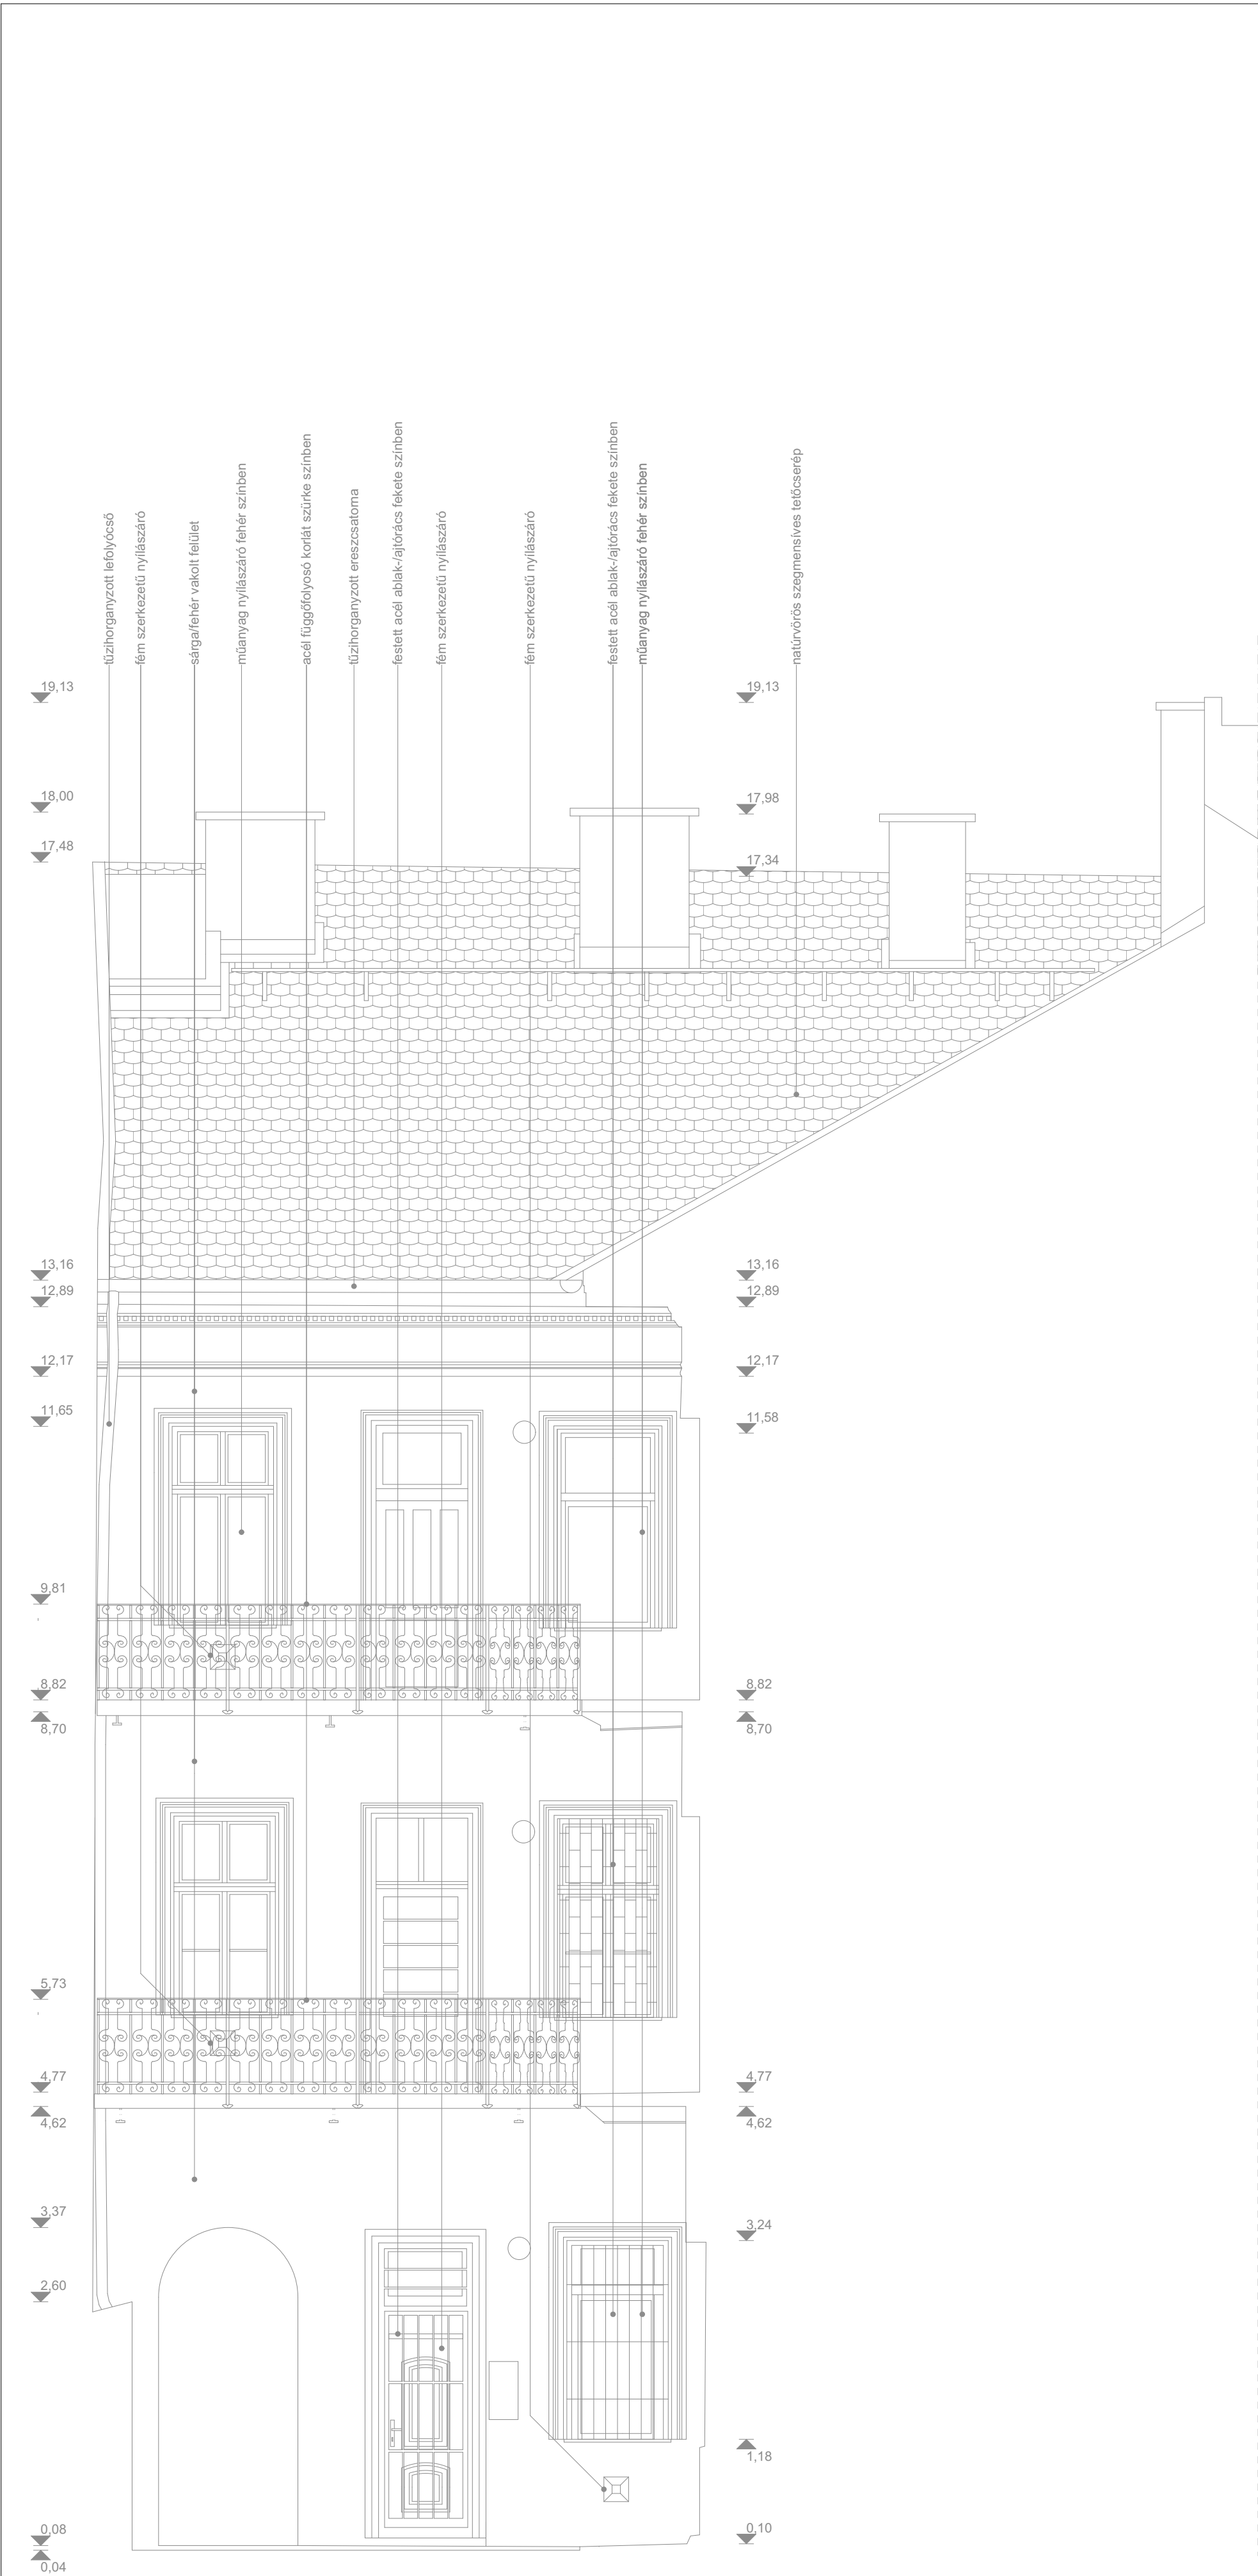 tűzihorganyzott lefolyócső
fém szerkezetű nyílászáró
sárga/fehér vakolt felület
műanyag nyílászáró fehér színben
acél függőfolyosó korlát szürke színben
tűzihorganyzott ereszcsatorna
festett acél ablak-/ajtórács fekete színben
fém szerkezetű nyílászáró
fém szerkezetű nyílászáró
festett acél ablak-/ajtórács fekete színben
műanyag nyílászáró fehér színben
natúrvörös szegmensíves tetőcserép
19,13
19,13
18,00
17,98
17,48
17,34
13,16
13,16
12,89
12,89
12,17
12,17
11,65
11,58
9,81
8,82
8,82
8,70
8,70
5,73
4,77
4,77
4,62
4,62
3,37
3,24
2,60
1,18
0,08
0,10
0,04